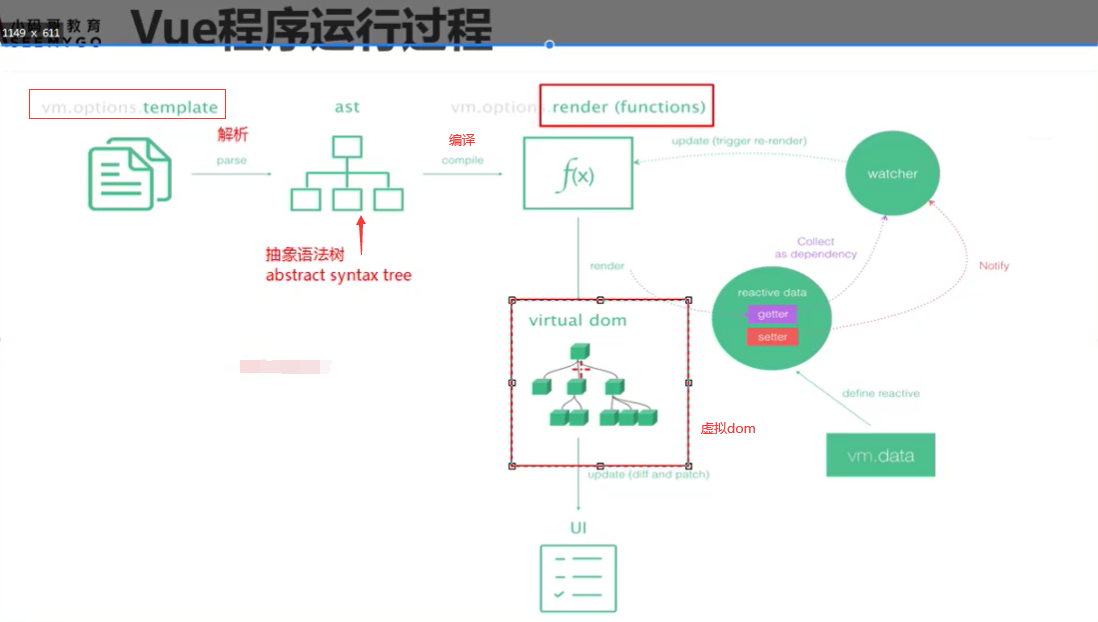 小码哥教育
SEEMYGO
1149 x 611
Vue程序运行过程
vm.options.template
ast
vm.option
render (functions)
解析
parse
编译
compile
update (trigger re-render)
f(x)
watcher
抽象语法树
abstract syntax tree
Collect
as dependency
Notify
render
reactive data
getter
setter
virtual dom
define reactive
虚拟dom
vm.data
update (diff and patch)
UI